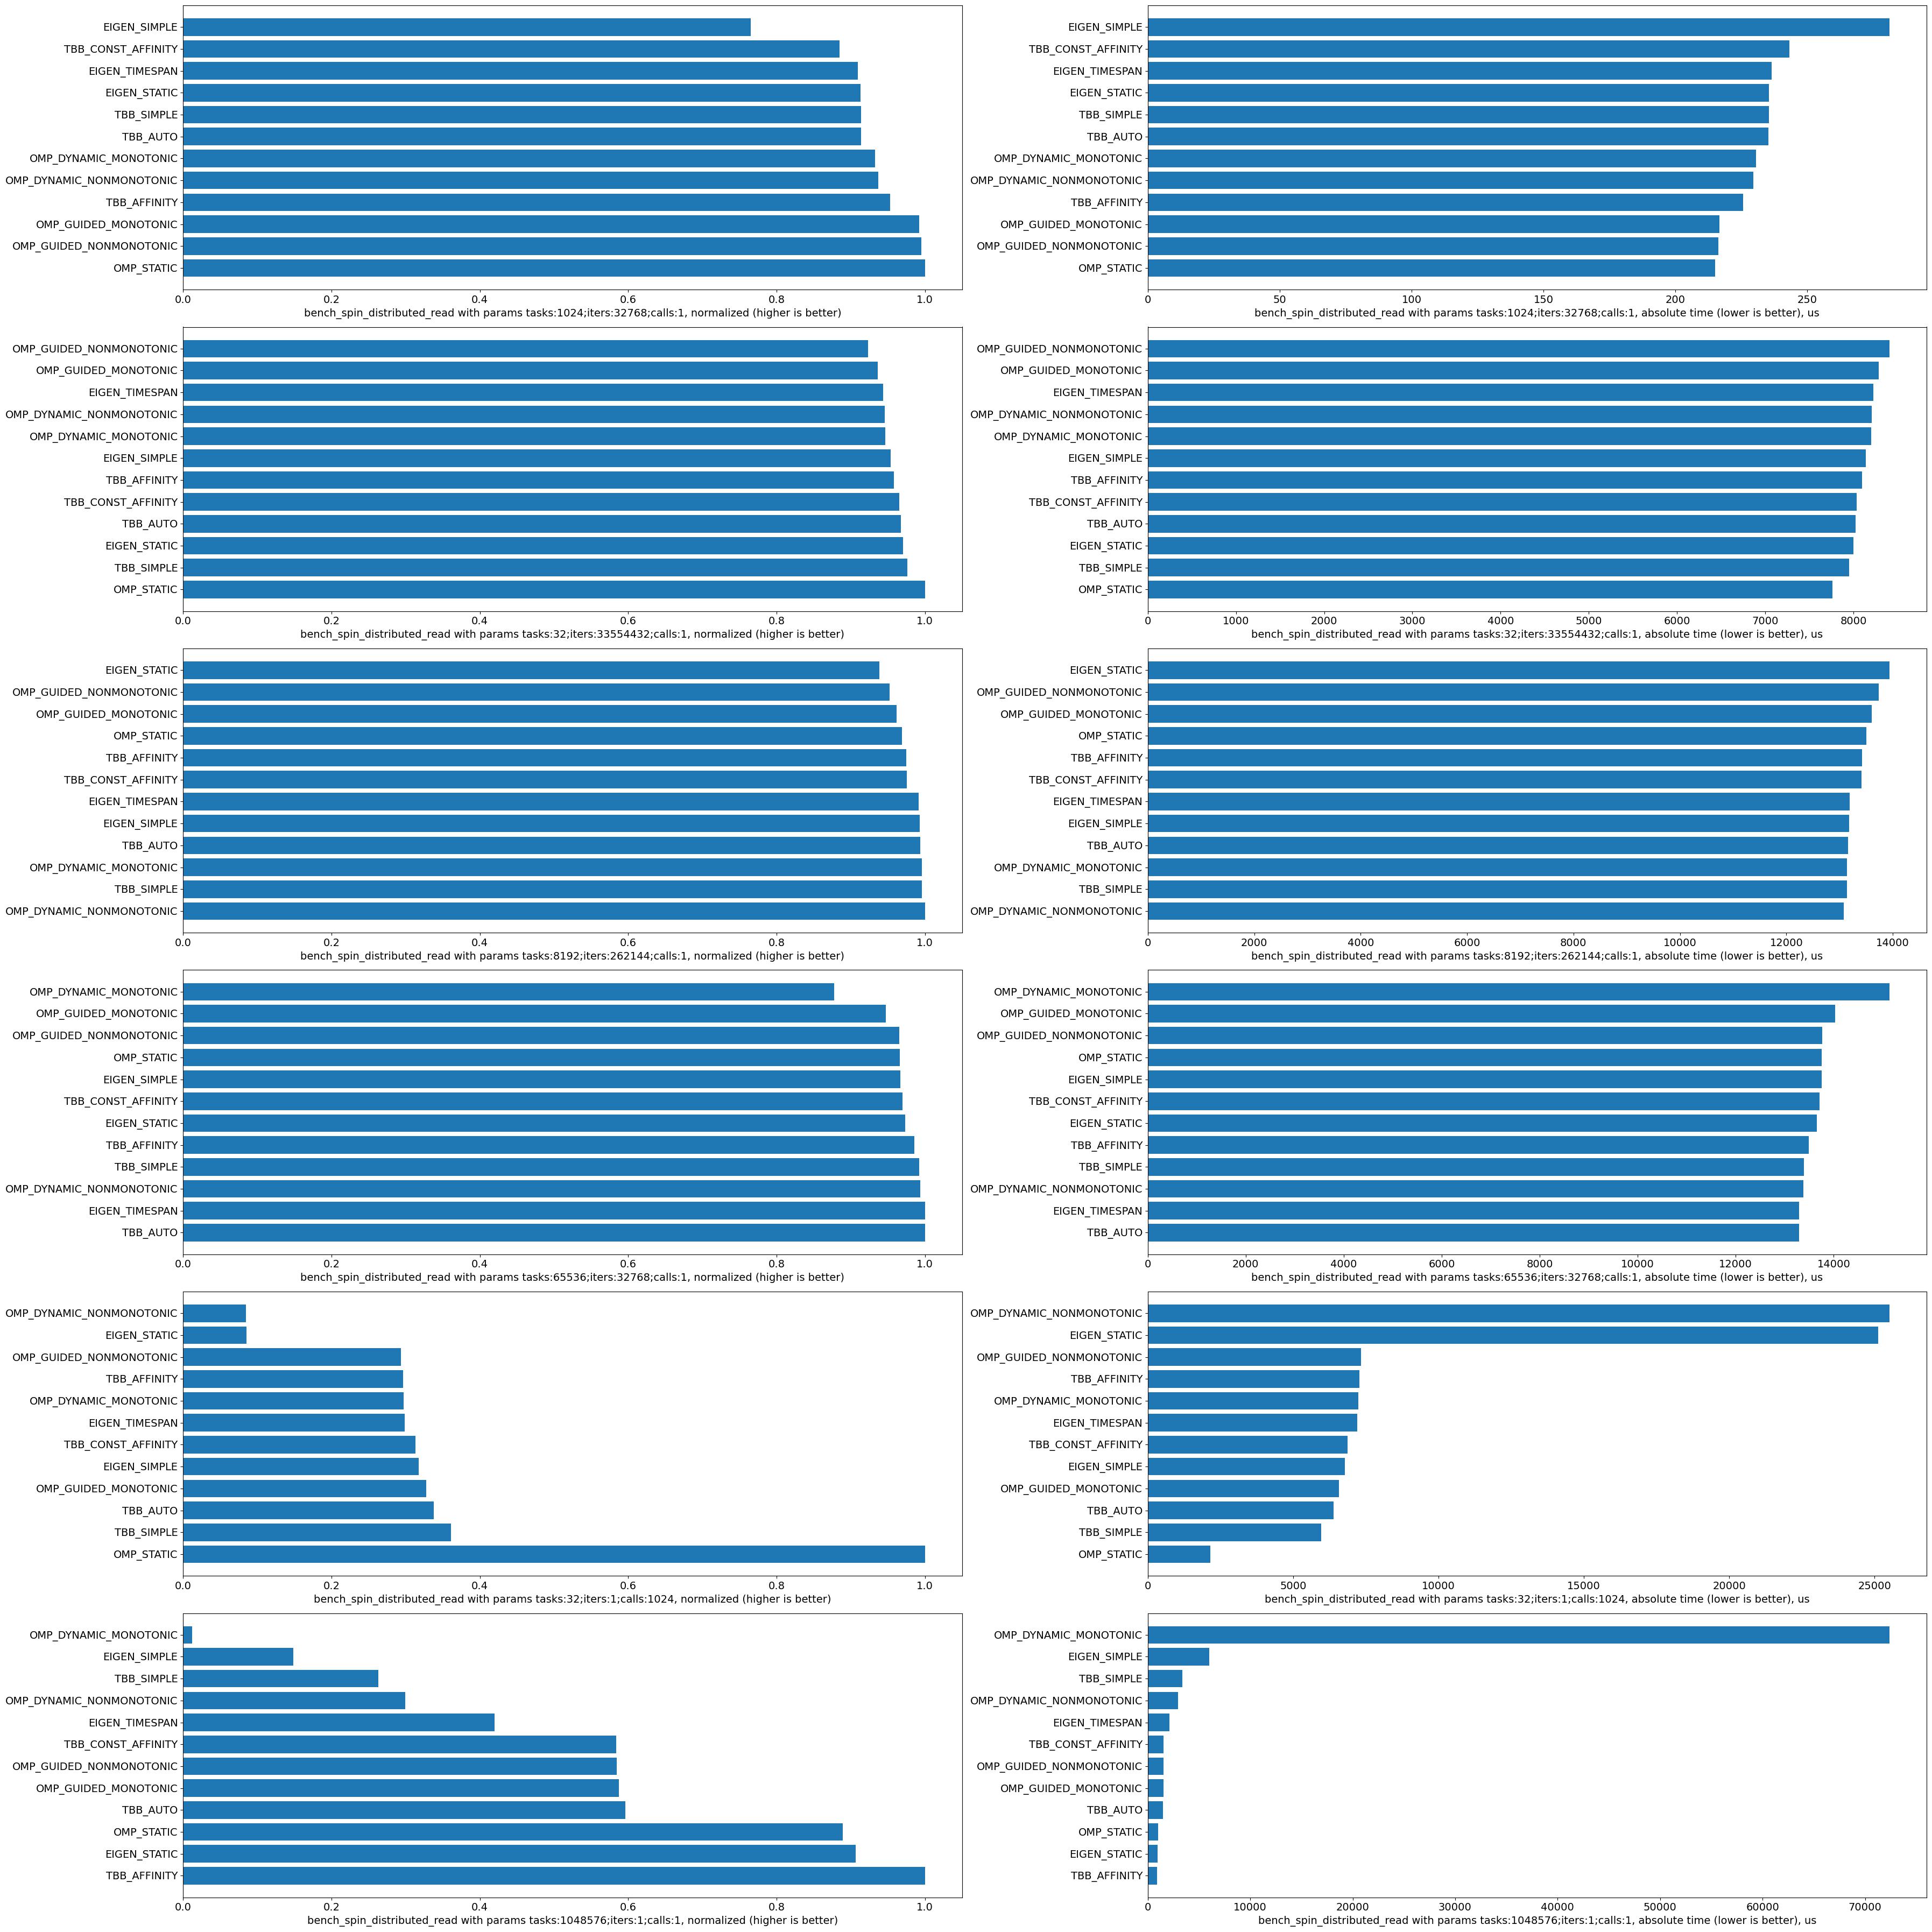 EIGEN_SIMPLE
TBB_CONST_AFFINITY
EIGEN_TIMESPAN
EIGEN_STATIC
TBB_SIMPLE
TBB_AUTO
OMP_DYNAMIC_MONOTONIC
OMP_DYNAMIC_NONMONOTONIC
TBB_AFFINITY
OMP_GUIDED_MONOTONIC
OMP_GUIDED_NONMONOTONIC
OMP_STATIC
0.0 0.2 0.4 0.6 0.8 1.0
bench_spin_distributed_read with params tasks:1024;iters:32768;calls:1, normalized (higher is better)
EIGEN_SIMPLE
TBB_CONST_AFFINITY
EIGEN_TIMESPAN
EIGEN_STATIC
TBB_SIMPLE
TBB_AUTO
OMP_DYNAMIC_MONOTONIC
OMP_DYNAMIC_NONMONOTONIC
TBB_AFFINITY
OMP_GUIDED_MONOTONIC
OMP_GUIDED_NONMONOTONIC
OMP_STATIC
0 50 100 150 200 250
bench_spin_distributed_read with params tasks:1024;iters:32768;calls:1, absolute time (lower is better), us
OMP_GUIDED_NONMONOTONIC
OMP_GUIDED_MONOTONIC
EIGEN_TIMESPAN
OMP_DYNAMIC_NONMONOTONIC
OMP_DYNAMIC_MONOTONIC
EIGEN_SIMPLE
TBB_AFFINITY
TBB_CONST_AFFINITY
TBB_AUTO
EIGEN_STATIC
TBB_SIMPLE
OMP_STATIC
0.0 0.2 0.4 0.6 0.8 1.0
bench_spin_distributed_read with params tasks:32;iters:33554432;calls:1, normalized (higher is better)
OMP_GUIDED_NONMONOTONIC
OMP_GUIDED_MONOTONIC
EIGEN_TIMESPAN
OMP_DYNAMIC_NONMONOTONIC
OMP_DYNAMIC_MONOTONIC
EIGEN_SIMPLE
TBB_AFFINITY
TBB_CONST_AFFINITY
TBB_AUTO
EIGEN_STATIC
TBB_SIMPLE
OMP_STATIC
0 1000 2000 3000 4000 5000 6000 7000 8000
bench_spin_distributed_read with params tasks:32;iters:33554432;calls:1, absolute time (lower is better), us
EIGEN_STATIC
OMP_GUIDED_NONMONOTONIC
OMP_GUIDED_MONOTONIC
OMP_STATIC
TBB_AFFINITY
TBB_CONST_AFFINITY
EIGEN_TIMESPAN
EIGEN_SIMPLE
TBB_AUTO
OMP_DYNAMIC_MONOTONIC
TBB_SIMPLE
OMP_DYNAMIC_NONMONOTONIC
0.0 0.2 0.4 0.6 0.8 1.0
bench_spin_distributed_read with params tasks:8192;iters:262144;calls:1, normalized (higher is better)
EIGEN_STATIC
OMP_GUIDED_NONMONOTONIC
OMP_GUIDED_MONOTONIC
OMP_STATIC
TBB_AFFINITY
TBB_CONST_AFFINITY
EIGEN_TIMESPAN
EIGEN_SIMPLE
TBB_AUTO
OMP_DYNAMIC_MONOTONIC
TBB_SIMPLE
OMP_DYNAMIC_NONMONOTONIC
0 2000 4000 6000 8000 10000 12000 14000
bench_spin_distributed_read with params tasks:8192;iters:262144;calls:1, absolute time (lower is better), us
OMP_DYNAMIC_MONOTONIC
OMP_GUIDED_MONOTONIC
OMP_GUIDED_NONMONOTONIC
OMP_STATIC
EIGEN_SIMPLE
TBB_CONST_AFFINITY
EIGEN_STATIC
TBB_AFFINITY
TBB_SIMPLE
OMP_DYNAMIC_NONMONOTONIC
EIGEN_TIMESPAN
TBB_AUTO
0.0 0.2 0.4 0.6 0.8 1.0
bench_spin_distributed_read with params tasks:65536;iters:32768;calls:1, normalized (higher is better)
OMP_DYNAMIC_MONOTONIC
OMP_GUIDED_MONOTONIC
OMP_GUIDED_NONMONOTONIC
OMP_STATIC
EIGEN_SIMPLE
TBB_CONST_AFFINITY
EIGEN_STATIC
TBB_AFFINITY
TBB_SIMPLE
OMP_DYNAMIC_NONMONOTONIC
EIGEN_TIMESPAN
TBB_AUTO
0 2000 4000 6000 8000 10000 12000 14000
bench_spin_distributed_read with params tasks:65536;iters:32768;calls:1, absolute time (lower is better), us
OMP_DYNAMIC_NONMONOTONIC
EIGEN_STATIC
OMP_GUIDED_NONMONOTONIC
TBB_AFFINITY
OMP_DYNAMIC_MONOTONIC
EIGEN_TIMESPAN
TBB_CONST_AFFINITY
EIGEN_SIMPLE
OMP_GUIDED_MONOTONIC
TBB_AUTO
TBB_SIMPLE
OMP_STATIC
0.0 0.2 0.4 0.6 0.8 1.0
bench_spin_distributed_read with params tasks:32;iters:1;calls:1024, normalized (higher is better)
OMP_DYNAMIC_NONMONOTONIC
EIGEN_STATIC
OMP_GUIDED_NONMONOTONIC
TBB_AFFINITY
OMP_DYNAMIC_MONOTONIC
EIGEN_TIMESPAN
TBB_CONST_AFFINITY
EIGEN_SIMPLE
OMP_GUIDED_MONOTONIC
TBB_AUTO
TBB_SIMPLE
OMP_STATIC
0 5000 10000 15000 20000 25000
bench_spin_distributed_read with params tasks:32;iters:1;calls:1024, absolute time (lower is better), us
OMP_DYNAMIC_MONOTONIC
EIGEN_SIMPLE
TBB_SIMPLE
OMP_DYNAMIC_NONMONOTONIC
EIGEN_TIMESPAN
TBB_CONST_AFFINITY
OMP_GUIDED_NONMONOTONIC
OMP_GUIDED_MONOTONIC
TBB_AUTO
OMP_STATIC
EIGEN_STATIC
TBB_AFFINITY
0.0 0.2 0.4 0.6 0.8 1.0
bench_spin_distributed_read with params tasks:1048576;iters:1;calls:1, normalized (higher is better)
OMP_DYNAMIC_MONOTONIC
EIGEN_SIMPLE
TBB_SIMPLE
OMP_DYNAMIC_NONMONOTONIC
EIGEN_TIMESPAN
TBB_CONST_AFFINITY
OMP_GUIDED_NONMONOTONIC
OMP_GUIDED_MONOTONIC
TBB_AUTO
OMP_STATIC
EIGEN_STATIC
TBB_AFFINITY
0 10000 20000 30000 40000 50000 60000 70000
bench_spin_distributed_read with params tasks:1048576;iters:1;calls:1, absolute time (lower is better), us